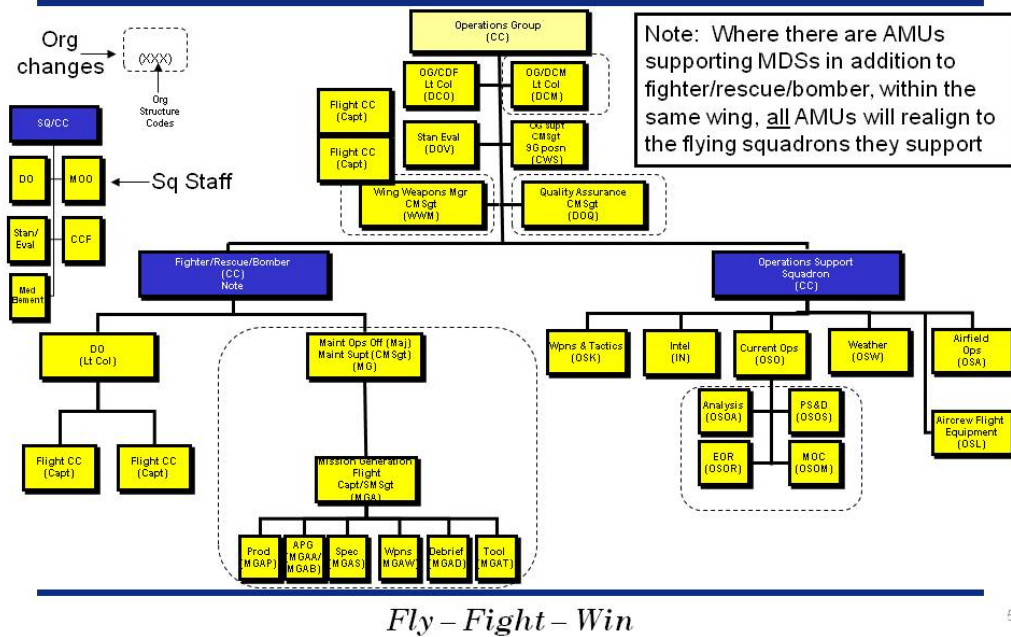 Org
changes
(XXX)
Org
Structure
Codes
Operations Group
(CC)
Note: Where there are AMUs
supporting MDSs in addition to
fighter/rescue/bomber, within the
same wing, all AMUs will realign to
the flying squadrons they support
OG/CDF
Lt Col
(DCO)
OG/DCM
Lt Col
(DCM)
Flight CC
(Capt)
Flight CC
(Capt)
Stan Eval
(DOV)
OG Supt
CMSgt
9G posn
(CWS)
Wing Weapons Mgr
CMSgt
(WWM)
Quality Assurance
CMSgt
(DOQ)
SQ/CC
DO
MOO
Sq Staff
Stan/
Eval
CCF
Med
Element
Fighter/Rescue/Bomber
(CC)
Note
Operations Support
Squadron
(CC)
DO
(Lt Col)
Maint Ops Off (Maj)
Maint Supt (CMSgt)
(MG)
Wpns & Tactics
(OSK)
Intel
(IN)
Current Ops
(OSO)
Weather
(OSW)
Airfield
Ops
(OSA)
Analysis
(OSOA)
PS&D
(OSOS)
Aircrew Flight
Equipment
(OSL)
EOR
(OSOR)
MOC
(OSOM)
Flight CC
(Capt)
Flight CC
(Capt)
Mission Generation
Flight
Capt/SMSgt
(MGA)
Prod
(MGAP)
APG
(MGAA/
MGAB)
Spec
(MGAS)
Wpns
(MGAW)
Debrief
(MGAD)
Tool
(MGAT)
Fly – Fight – Win
5